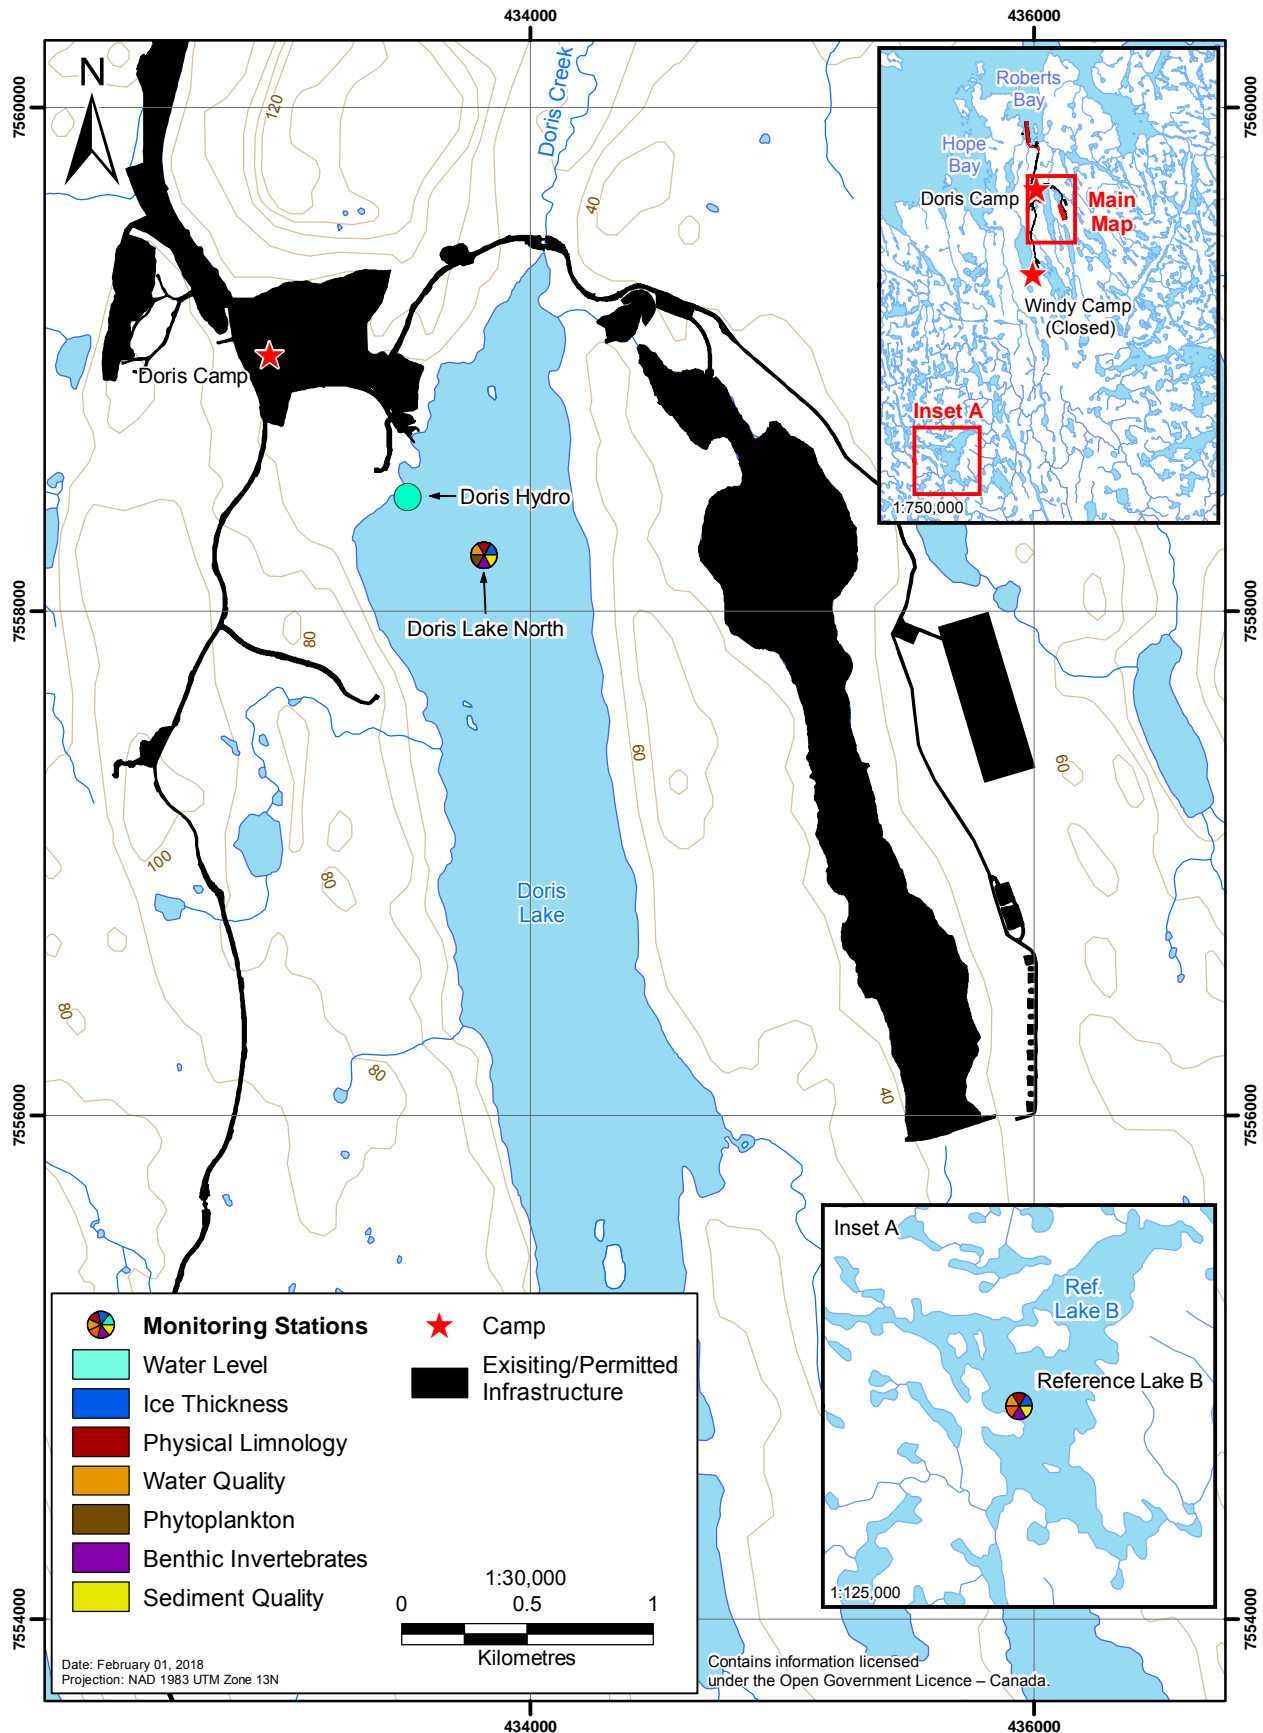 434000
436000
7560000
7560000
N
120
Doris Creek
40
Roberts
Bay
Hope
Bay
Doris Camp
Main
Map
Windy Camp
(Closed)
Inset A
1:750,000
Doris Camp
Doris Hydro
Doris Lake North
7558000
7558000
80
60
60
100
80
Doris
Lake
80
80
40
7556000
7556000
Inset A
Ref.
Lake B
Reference Lake B
1:125,000
Monitoring Stations
Water Level
Ice Thickness
Physical Limnology
Water Quality
Phytoplankton
Benthic Invertebrates
Sediment Quality
Camp
Exisiting/Permitted
Infrastructure
1:30,000
0 0.5 1
Kilometres
7554000
7554000
Date: February 01, 2018
Projection: NAD 1983 UTM Zone 13N
Contains information licensed
under the Open Government Licence – Canada.
434000
436000